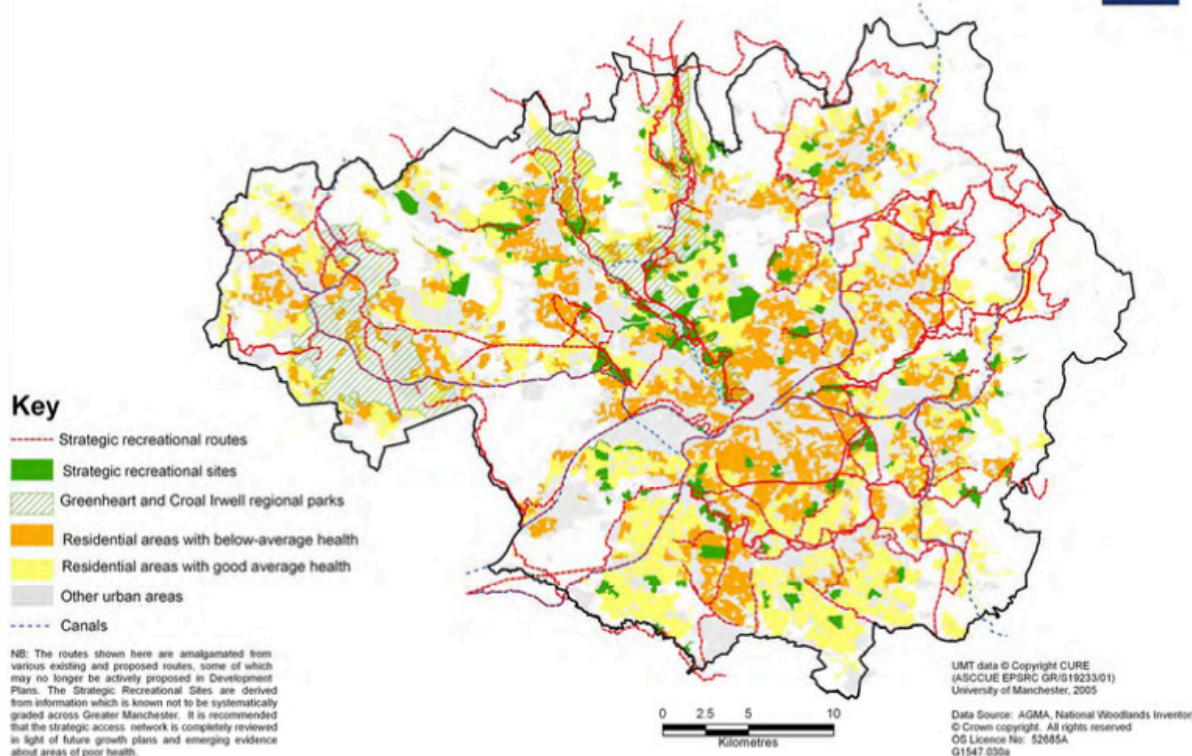 Key
Strategic recreational routes
Strategic recreational sites
Greenheart and Croal Irwell regional parks
Residential areas with below-average health
Residential areas with good average health
Other urban areas
Canals
NB: The routes shown here are amalgamated from
various existing and proposed routes, some of which
may no longer be actively proposed in Development
Plans. The Strategic Recreational Sites are derived
from information which is known not to be systematically
graded across Greater Manchester. It is recommended
that the strategic access network is completely reviewed
in light of future growth plans and emerging evidence
about areas of poor health.
0 2.5 5 10
Kilometres
UMT data © Copyright CURE
(ASCCUE EPSRC GR/S19233/01)
University of Manchester, 2005
Data Source: AGMA, National Woodlands Inventor
© Crown copyright. All rights reserved
OS Licence No: 52685A
G1547.030a